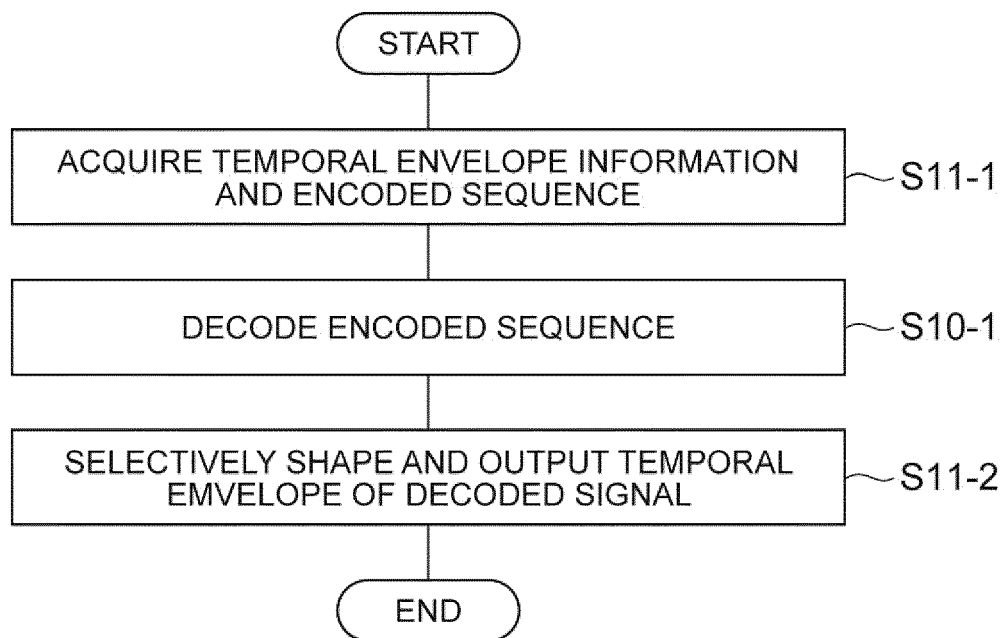 START
ACQUIRE TEMPORAL ENVELOPE INFORMATION
AND ENCODED SEQUENCE
S11-1
DECODE ENCODED SEQUENCE
S10-1
SELECTIVELY SHAPE AND OUTPUT TEMPORAL
EMVELOPE OF DECODED SIGNAL
S11-2
END